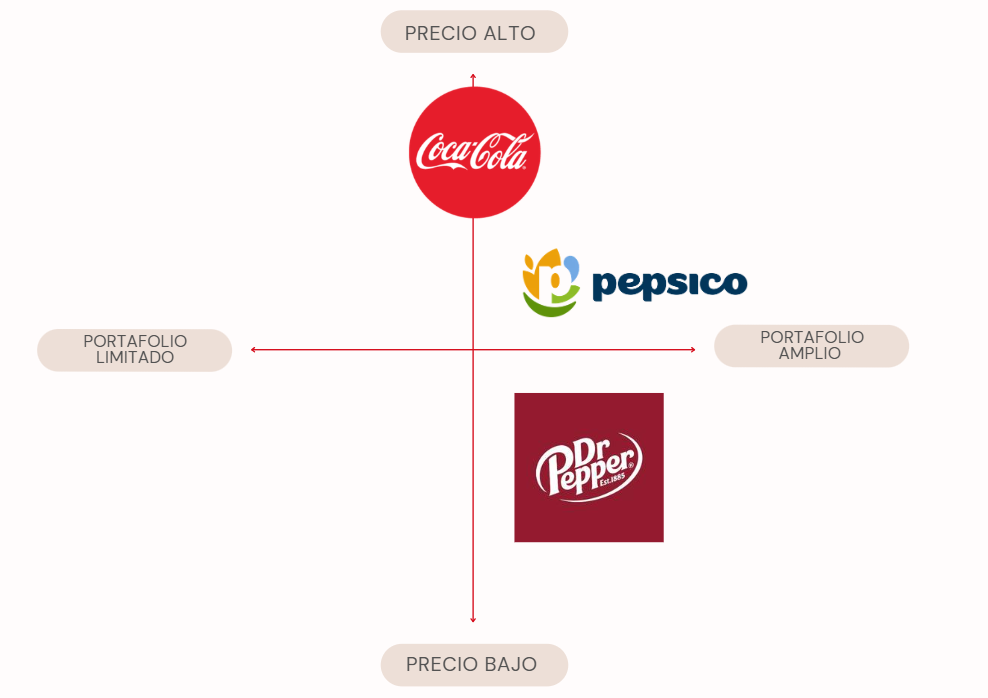 PRECIO ALTO
Coca-Cola
pepsico
PORTAFOLIO
LIMITADO
PORTAFOLIO
AMPLIO
Dr
Pepper
Est.1885
PRECIO BAJO